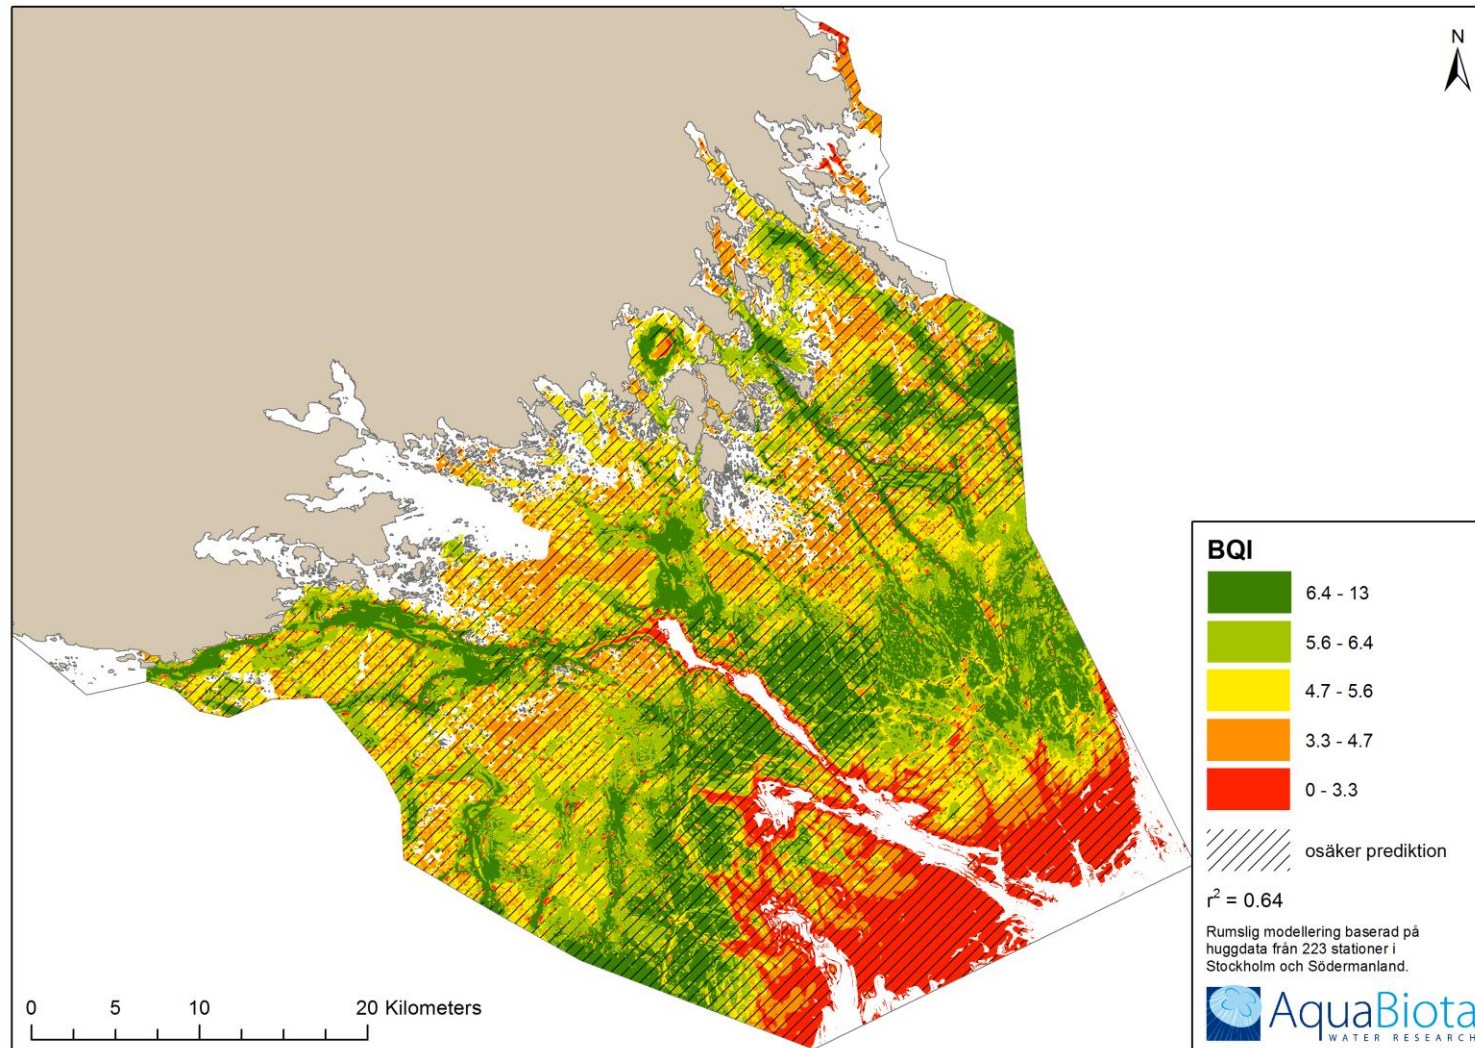 N
BQI
6.4 - 13
5.6 - 6.4
4.7 - 5.6
3.3 - 4.7
0 - 3.3
osäker prediktion
r² = 0.64
Rumslig modellering baserad på
huggdata från 223 stationer i
Stockholm och Södermanland.
AquaBiota
WATER RESEARCH
0 5 10 20 Kilometers